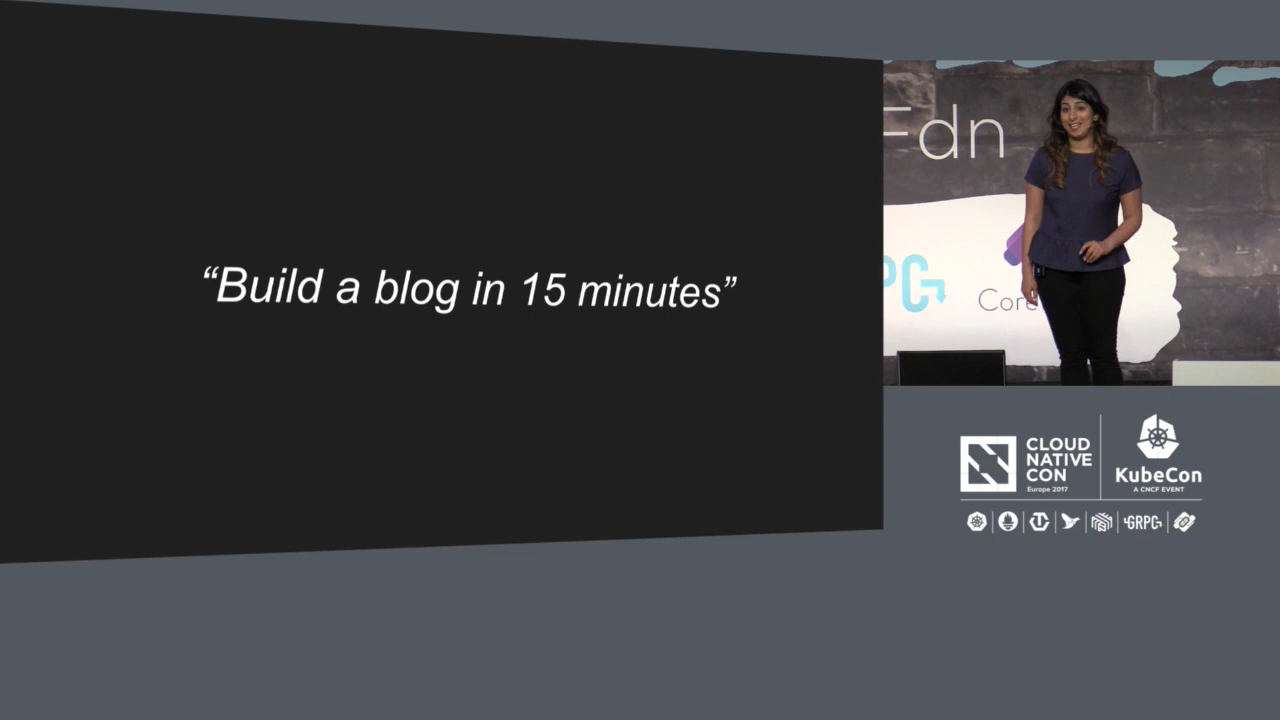 “Build a blog in 15 minutes”
Fdn
Core
CLOUD
NATIVE
CON
Europe 2017
KubeCon
A CNCF EVENT
GRPC